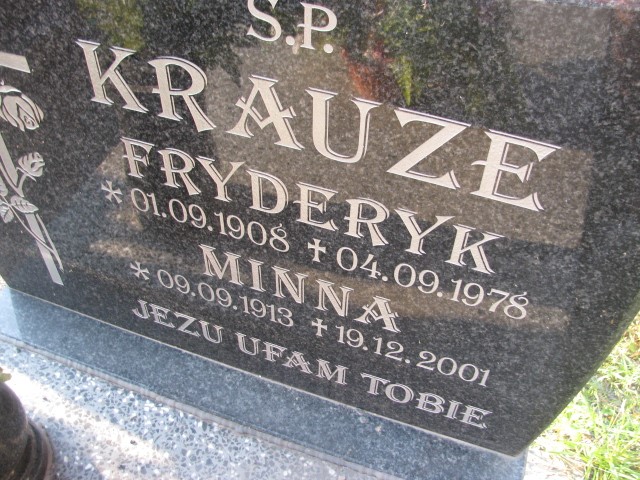 S.P.
KRAUZE
FRYDERYK
* 01.09.1908 + 04.09.1978
MINNA
* 09.09.1913 + 19.12.2001
JEZU UFAM TOBIE